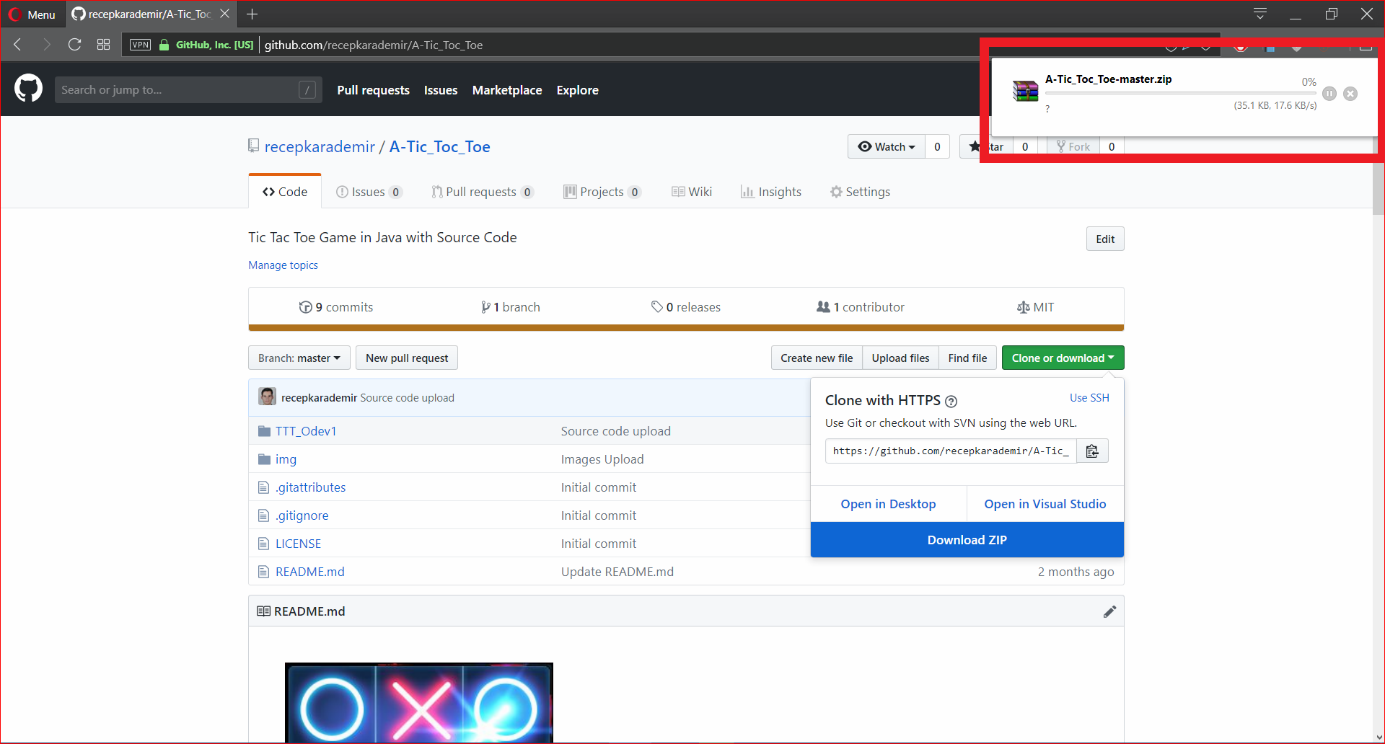 Menu recepkarademir/A-Tic_Toc
VPN GitHub, Inc. [US] github.com/recepkarademir/A-Tic_Toc_Toe
A-Tic_Toc_Toe-master.zip
0%
?
(35.1 KB, 17.6 KB/s)
Search or jump to... /
Pull requests Issues Marketplace Explore
recepkarademir / A-Tic_Toc_Toe
Watch 0 Star 0 Fork 0
Code Issues 0 Pull requests 0 Projects 0 Wiki Insights Settings
Tic Tac Toe Game in Java with Source Code
Edit
Manage topics
9 commits 1 branch 0 releases 1 contributor MIT
Branch: master New pull request Create new file Upload files Find file Clone or download
recepkarademir Source code upload
Clone with HTTPS ? Use SSH
Use Git or checkout with SVN using the web URL.
https://github.com/recepkarademir/A-Tic_
Open in Desktop Open in Visual Studio
Download ZIP
TTT_Odev1 Source code upload
img Images Upload
.gitattributes Initial commit
.gitignore Initial commit
LICENSE Initial commit
README.md Update README.md 2 months ago
README.md